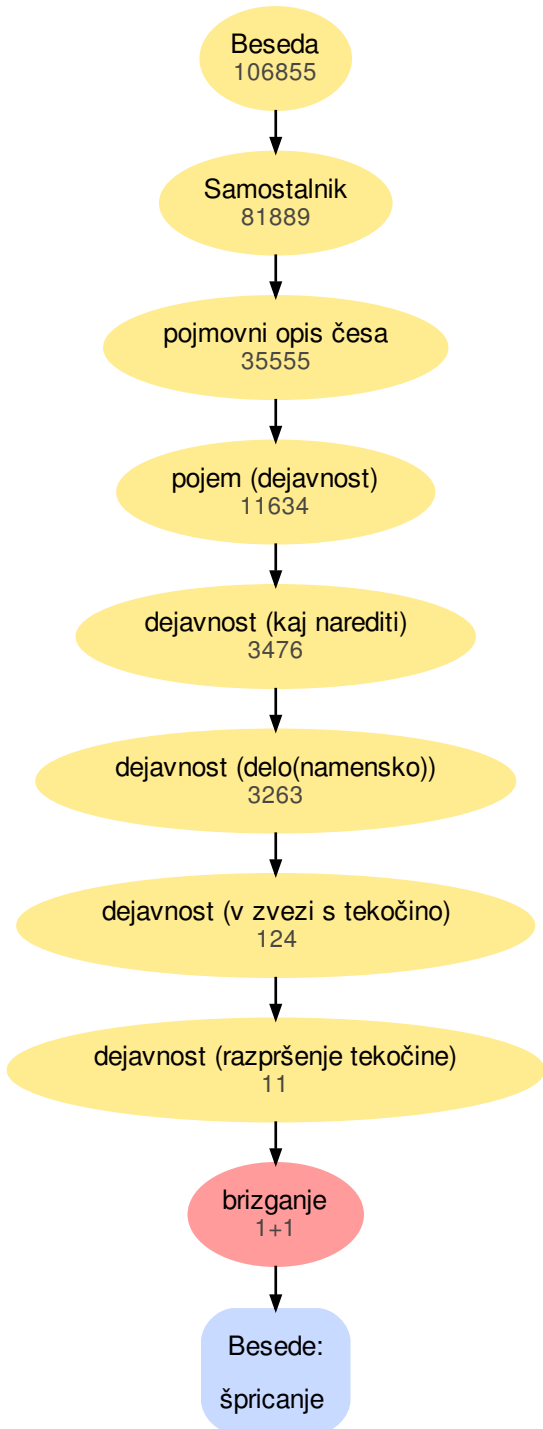 Beseda
106855
Samostalnik
81889
pojmovni opis česa
35555
pojem (dejavnost)
11634
dejavnost (kaj narediti)
3476
dejavnost (delo(namensko))
3263
dejavnost (v zvezi s tekočino)
124
dejavnost (razpršenje tekočine)
11
brizganje
1+1
Besede:
špricanje